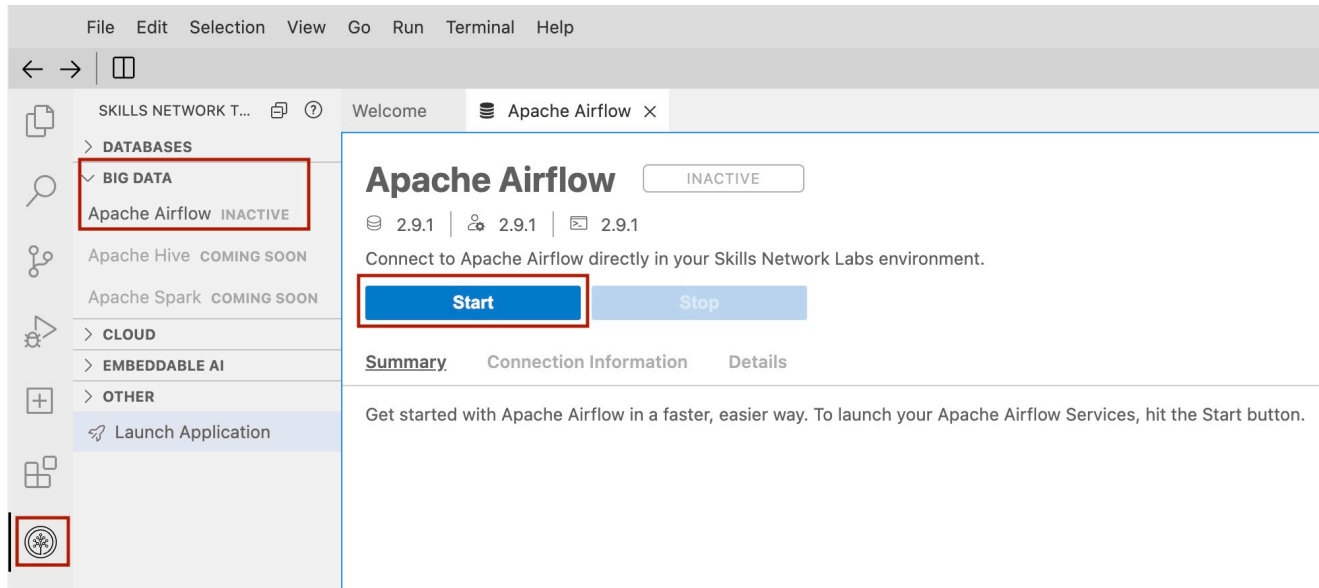 File Edit Selection View Go Run Terminal Help
SKILLS NETWORK T...
DATABASES
BIG DATA
Apache Airflow INACTIVE
Apache Hive COMING SOON
Apache Spark COMING SOON
CLOUD
EMBEDDABLE AI
OTHER
Launch Application
Welcome Apache Airflow
Apache Airflow INACTIVE
2.9.1 2.9.1 2.9.1
Connect to Apache Airflow directly in your Skills Network Labs environment.
Start Stop
Summary Connection Information Details
Get started with Apache Airflow in a faster, easier way. To launch your Apache Airflow Services, hit the Start button.